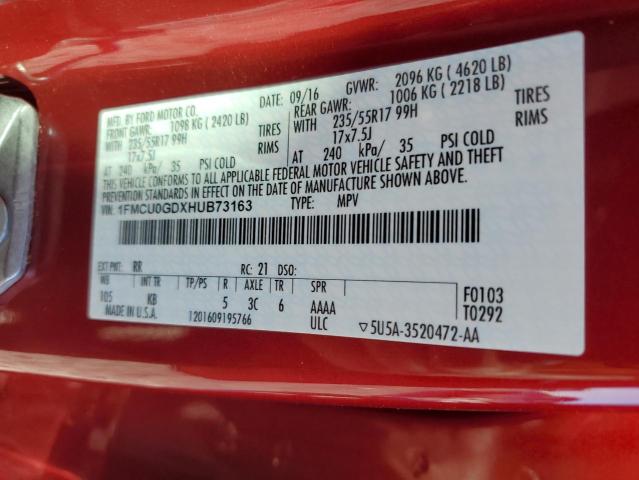 MFD. BY FORD MOTOR CO.
DATE: 09/16 GVWR: 2096 KG ( 4620 LB)
FRONT GAWR: 1098 KG ( 2420 LB)
REAR GAWR: 1006 KG ( 2218 LB)
WITH 235/55R17 99H TIRES
WITH 235/55R17 99H TIRES
17x7.5J RIMS
17x7.5J RIMS
AT 240 kPa/ 35 PSI COLD
AT 240 kPa/ 35 PSI COLD
THIS VEHICLE CONFORMS TO ALL APPLICABLE
FEDERAL MOTOR VEHICLE SAFETY AND THEFT
PREVENTION STANDARDS IN EFFECT ON THE DATE
OF MANUFACTURE SHOWN ABOVE.
VIN: 1FMCU0GDXHUB73163
TYPE: MPV
EXT PNT: RR RC: 21 DSO:
WB INT TR TP/PS R AXLE TR SPR
105 KB 5 3C 6 AAAA
F0103
T0292
MADE IN U.S.A. 1201609195766 ULC ▽5U5A-3520472-AA